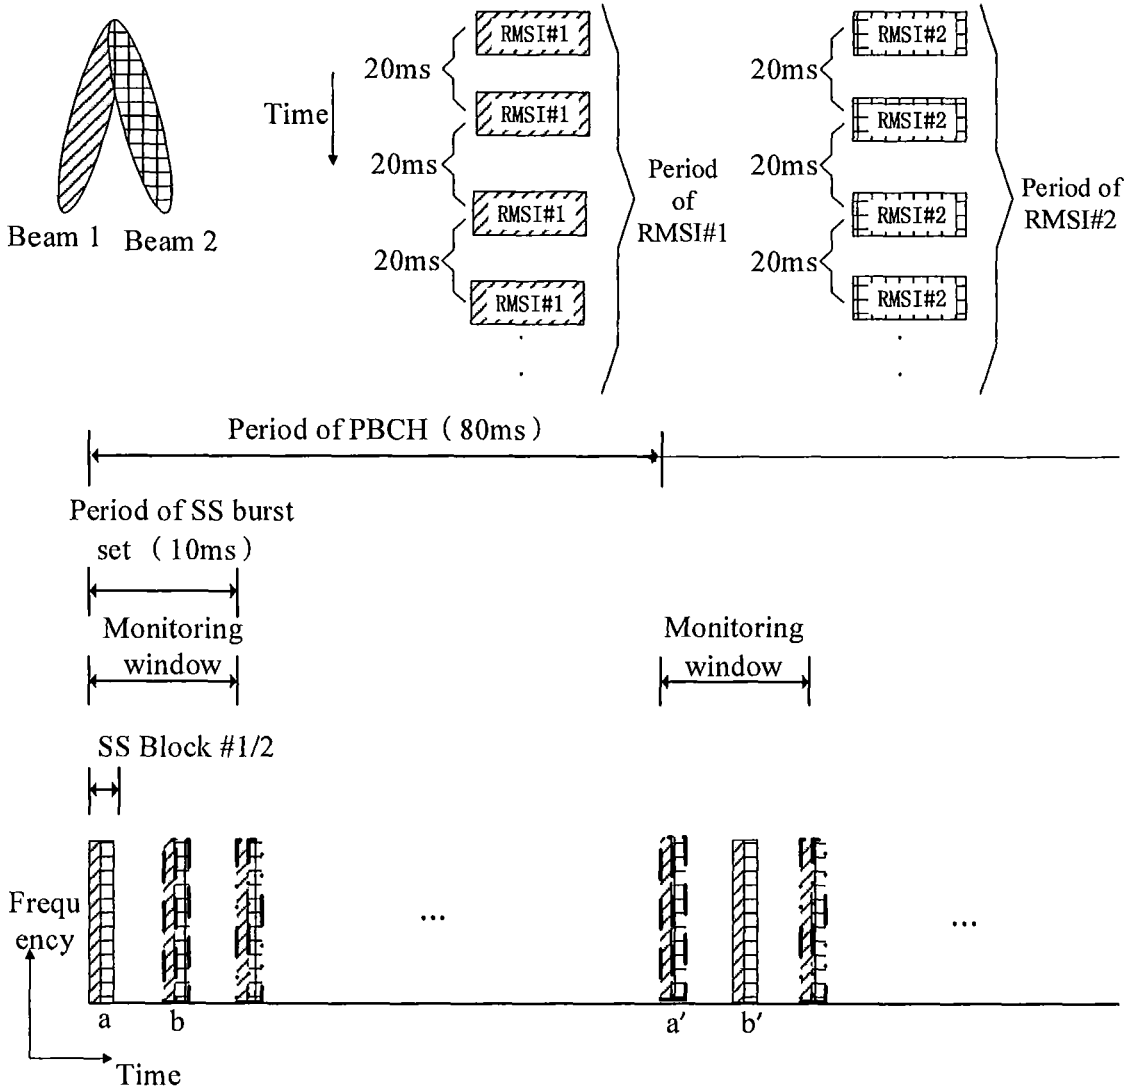 RMSI#1
RMSI#2
20ms
20ms
Time
RMSI#1
RMSI#2
20ms
20ms
Period
of
RMSI#1
Period of
RMSI#2
RMSI#1
RMSI#2
Beam 1
Beam 2
20ms
20ms
RMSI#1
RMSI#2
Period of PBCH ( 80ms )
Period of SS burst
set ( 10ms )
Monitoring
window
Monitoring
window
SS Block #1/2
Frequ
ency
...
...
a
b
a′
b′
Time